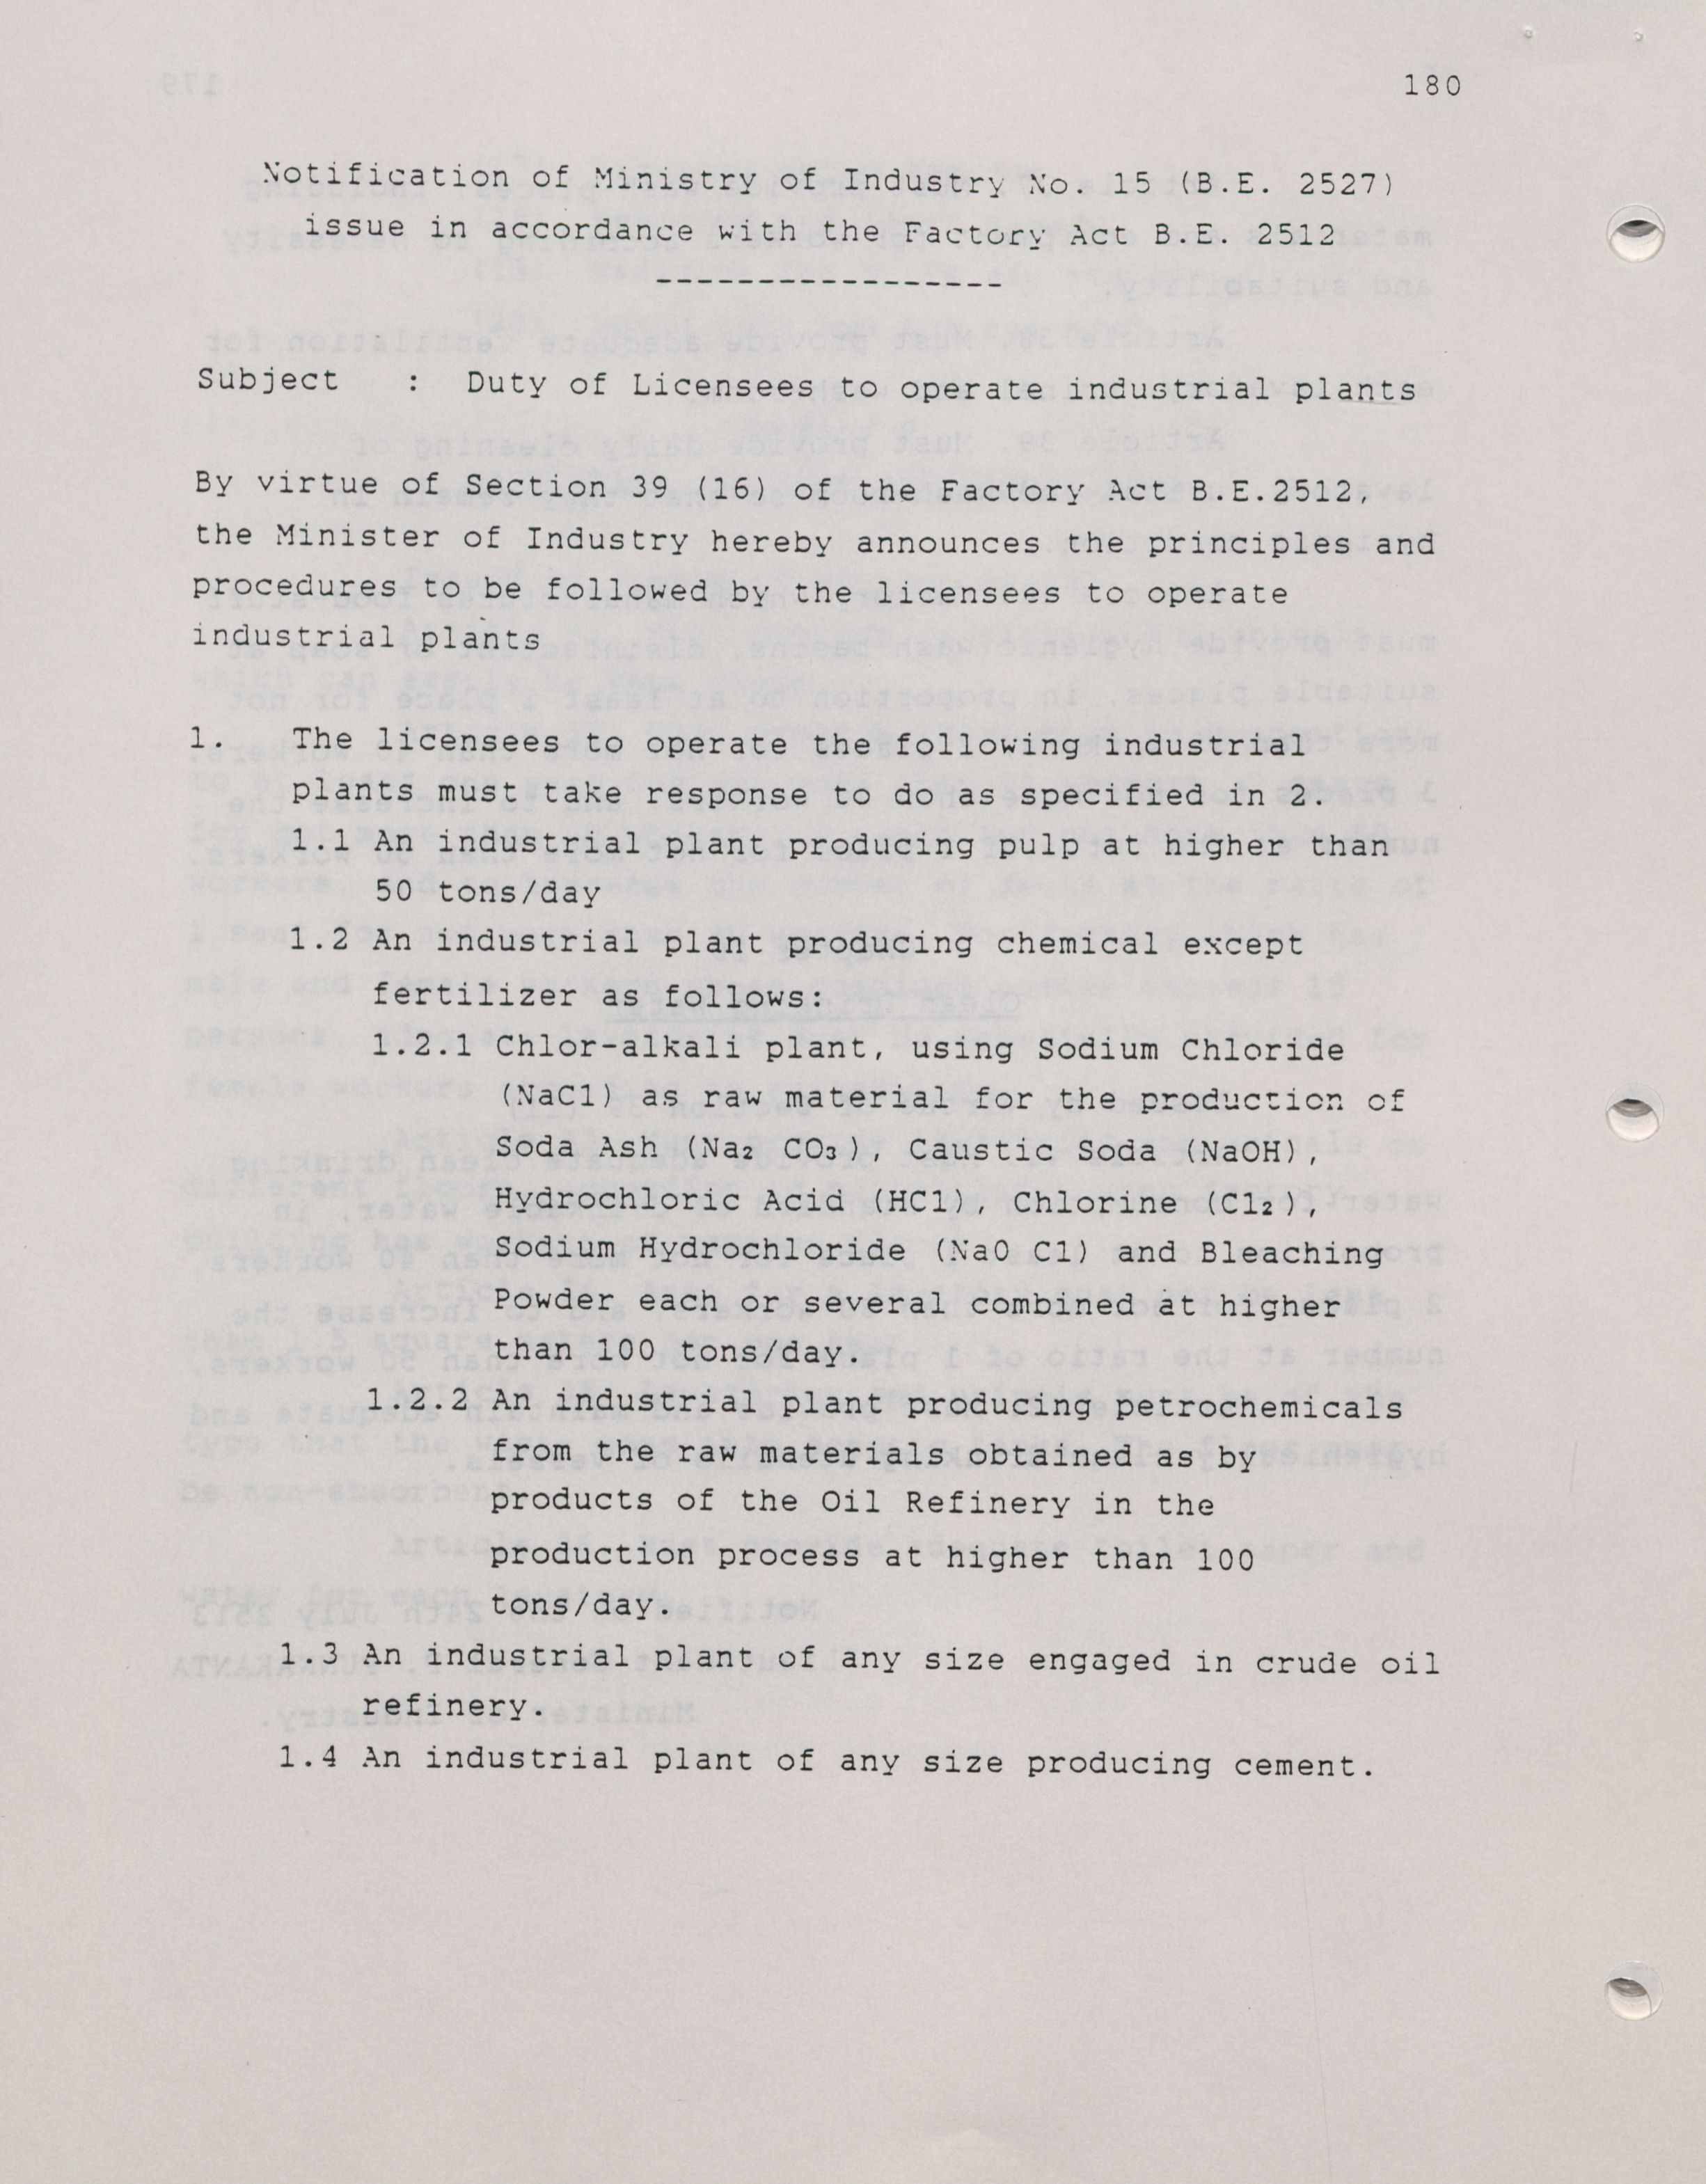 180
Notification of Ministry of Industry No. 15 (B.E. 2527)
issue in accordance with the Factory Act B.E. 2512
-----------------
Subject : Duty of Licensees to operate industrial plants
By virtue of Section 39 (16) of the Factory Act B.E.2512,
the Minister of Industry hereby announces the principles and
procedures to be followed by the licensees to operate
industrial plants
1. The licensees to operate the following industrial
plants must take response to do as specified in 2.
1.1 An industrial plant producing pulp at higher than
50 tons/day
1.2 An industrial plant producing chemical except
fertilizer as follows:
1.2.1 Chlor-alkali plant, using Sodium Chloride
(NaCl) as raw material for the production of
Soda Ash (Na₂ CO₃), Caustic Soda (NaOH),
Hydrochloric Acid (HCl), Chlorine (Cl₂),
Sodium Hydrochloride (NaO Cl) and Bleaching
Powder each or several combined at higher
than 100 tons/day.
1.2.2 An industrial plant producing petrochemicals
from the raw materials obtained as by
products of the Oil Refinery in the
production process at higher than 100
tons/day.
1.3 An industrial plant of any size engaged in crude oil
refinery.
1.4 An industrial plant of any size producing cement.